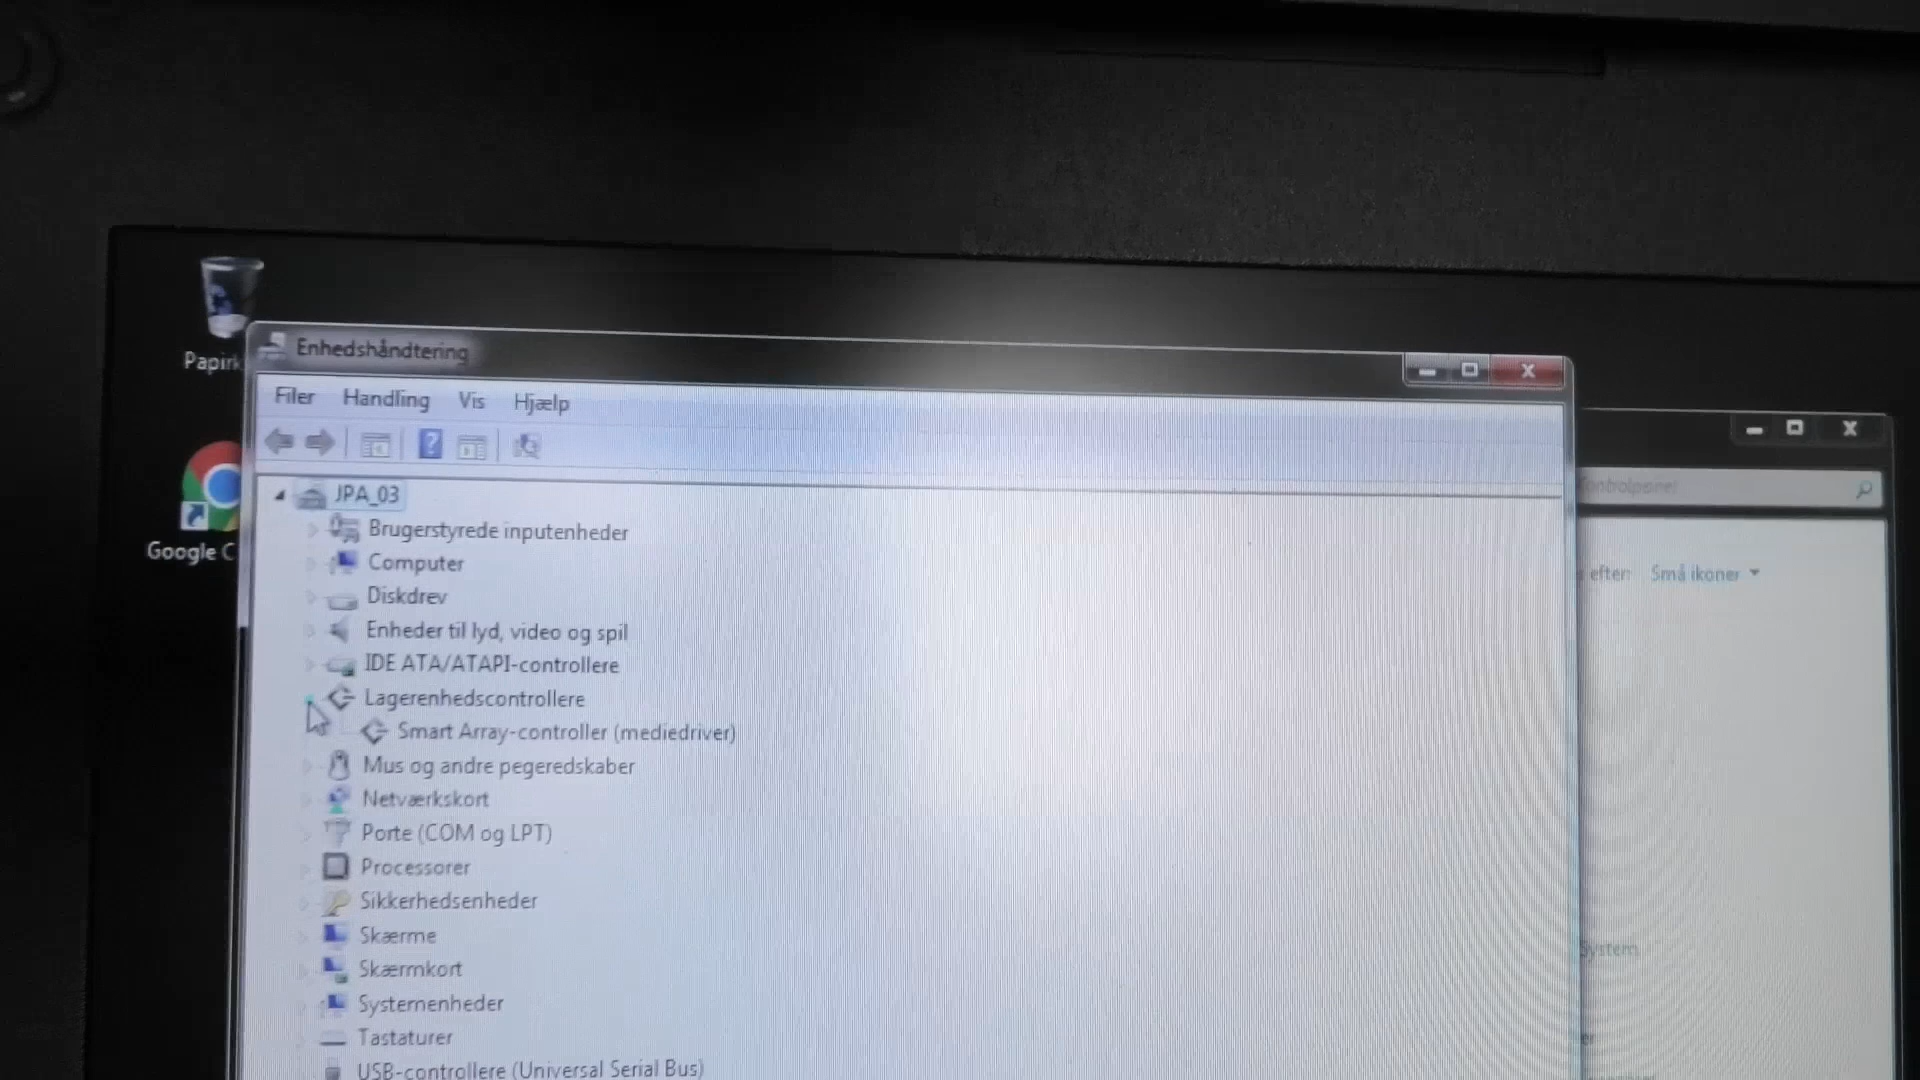 Enhedshåndtering
Filer Handling Vis Hjælp
JPA_03
Brugerstyrede inputenheder
Computer
Diskdrev
Enheder til lyd, video og spil
IDE ATA/ATAPI-controllere
Lagerenhedscontrollere
Smart Array-controller (mediedriver)
Mus og andre pegeredskaber
Netværkskort
Porte (COM og LPT)
Processorer
Sikkerhedsenheder
Skærme
Skærmkort
Systemenheder
Tastaturer
USB-controllere (Universal Serial Bus)
Papirk
Google C
efter: Små ikoner
System